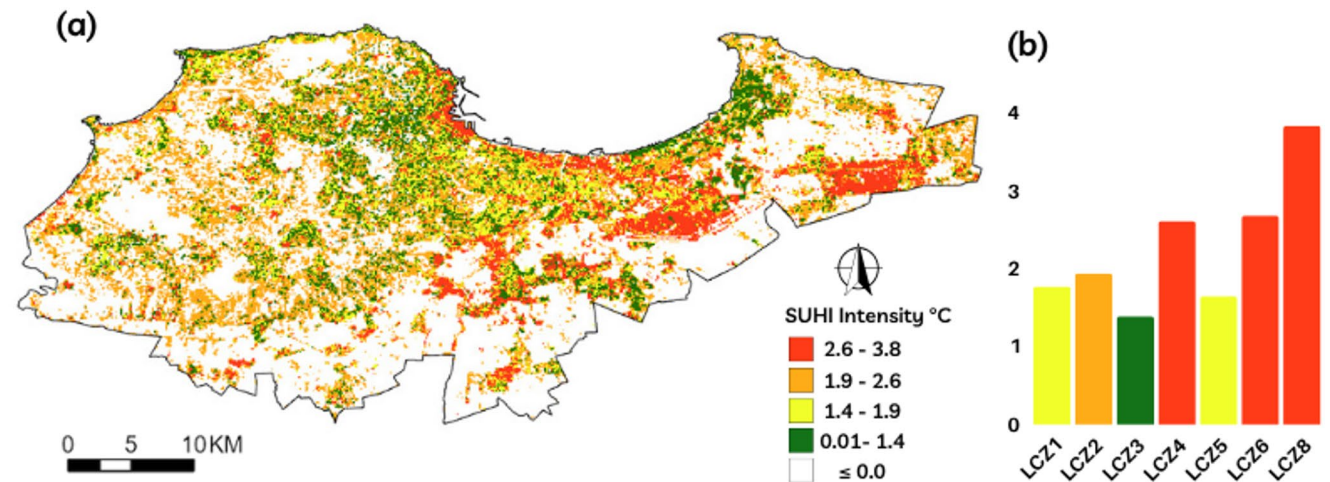 (a)
(b)
SUHI Intensity °C
2.6 - 3.8
1.9 - 2.6
1.4 - 1.9
0.01- 1.4
≤ 0.0
0 5 10KM
4
3
2
1
0
LCZ1 LCZ2 LCZ3 LCZ4 LCZ5 LCZ6 LCZ8